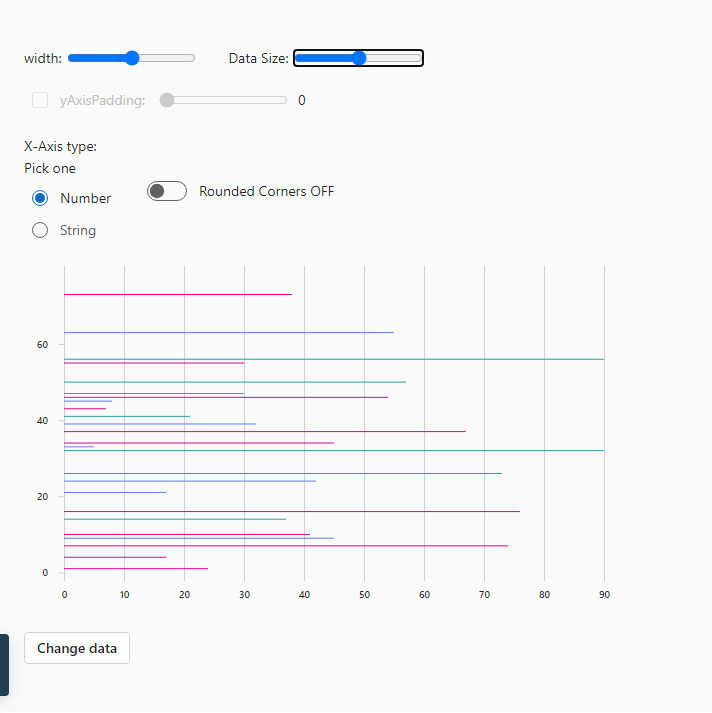 width: Data Size:
yAxisPadding: 0
X-Axis type:
Pick one
Number Rounded Corners OFF
String
60
40
20
0
0 10 20 30 40 50 60 70 80 90
Change data